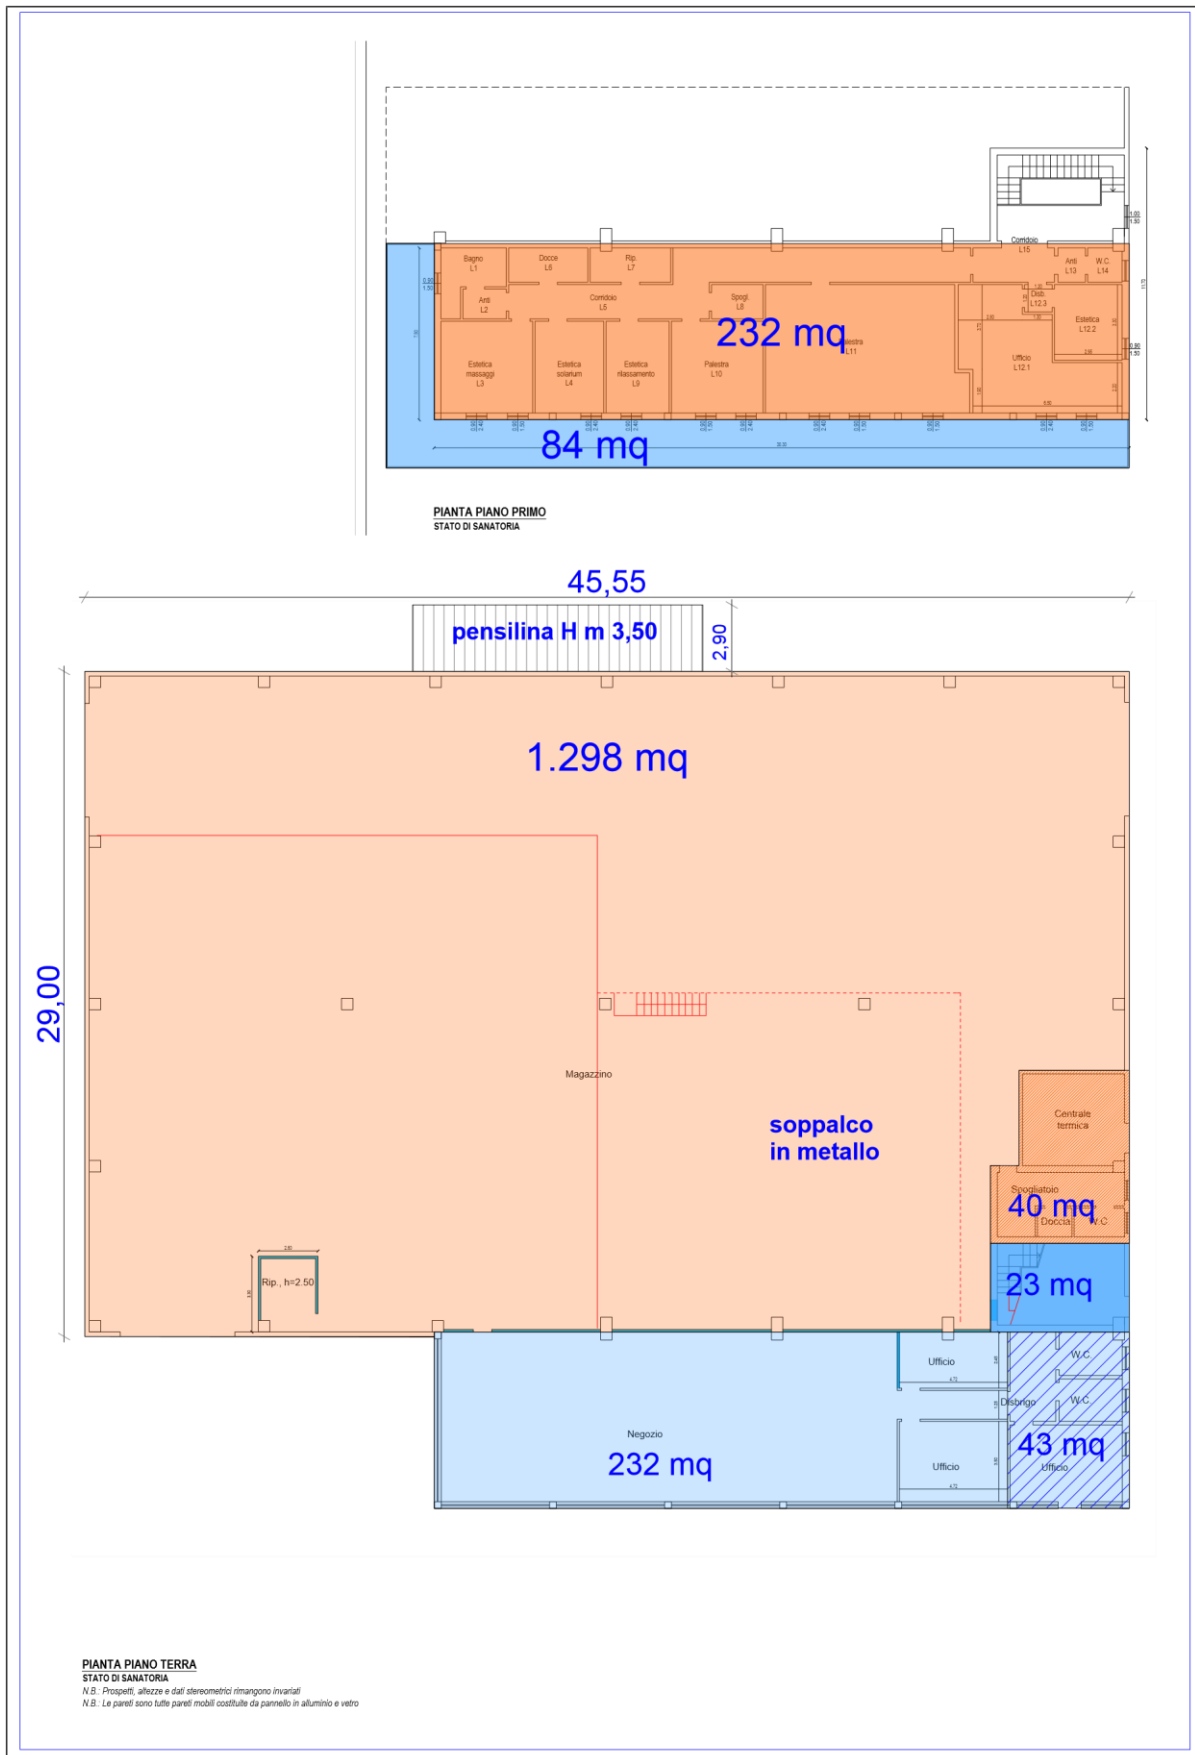 Bagno
L1
Docce
L6
Rip.
L7
Corridoio
L15
Anti
L13
W.C.
L14
Anti
L2
Corridoio
L5
Spogl.
L8
Disb.
L12.3
Estetica
L12.2
232 mq
Palestra
L11
Estetica
massaggi
L3
Estetica
solarium
L4
Estetica
rilassamento
L9
Palestra
L10
Ufficio
L12.1
84 mq
PIANTA PIANO PRIMO
STATO DI SANATORIA
45,55
pensilina H m 3,50
2,90
1.298 mq
29,00
Magazzino
soppalco
in metallo
Centrale
termica
Spogliatoio
40 mq
Doccia
W.C
Rip., h=2.50
23 mq
Ufficio
W.C
Disbrigo
W.C
Negozio
232 mq
Ufficio
43 mq
Ufficio
PIANTA PIANO TERRA
STATO DI SANATORIA
N.B.: Prospetti, altezze e dati stereometrici rimangono invariati
N.B.: Le pareti sono tutte pareti mobili costituite da pannello in alluminio e vetro